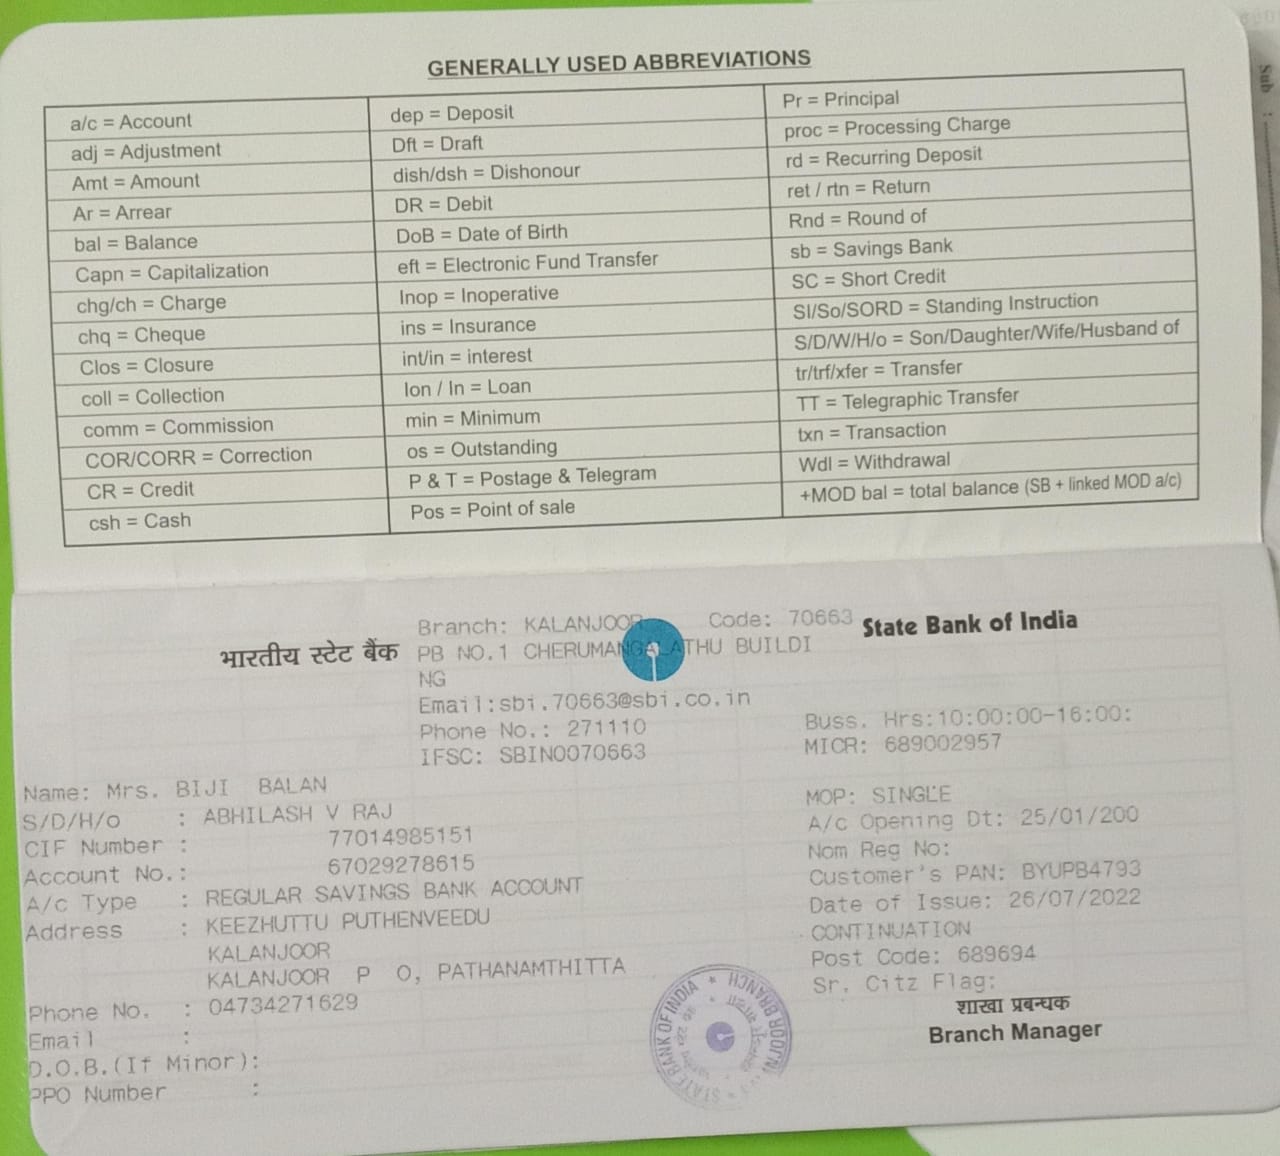 GENERALLY USED ABBREVIATIONS
a/c = Account
adj = Adjustment
Amt = Amount
Ar = Arrear
bal = Balance
Capn = Capitalization
chg/ch = Charge
chq = Cheque
Clos = Closure
coll = Collection
comm = Commission
COR/CORR = Correction
CR = Credit
csh = Cash
dep = Deposit
Dft = Draft
dish/dsh = Dishonour
DR = Debit
DoB = Date of Birth
eft = Electronic Fund Transfer
Inop = Inoperative
ins = Insurance
int/in = interest
lon / ln = Loan
min = Minimum
os = Outstanding
P & T = Postage & Telegram
Pos = Point of sale
Pr = Principal
proc = Processing Charge
rd = Recurring Deposit
ret / rtn = Return
Rnd = Round of
sb = Savings Bank
SC = Short Credit
SI/So/SORD = Standing Instruction
S/D/W/H/o = Son/Daughter/Wife/Husband of
tr/trf/xfer = Transfer
TT = Telegraphic Transfer
txn = Transaction
Wdl = Withdrawal
+MOD bal = total balance (SB + linked MOD a/c)
Sub :
भारतीय स्टेट बैंक
State Bank of India
Branch: KALANJOOR Code: 70663
PB NO.1 CHERUMANGALATHU BUILDI
NG
Email:sbi.70663@sbi.co.in
Phone No.: 271110
IFSC: SBIN0070663
Buss. Hrs:10:00:00-16:00:
MICR: 689002957
Name: Mrs. BIJI BALAN
S/D/H/o : ABHILASH V RAJ
CIF Number : 77014985151
Account No.: 67029278615
A/c Type : REGULAR SAVINGS BANK ACCOUNT
Address : KEEZHUTTU PUTHENVEEDU
KALANJOOR
KALANJOOR P O, PATHANAMTHITTA
Phone No. : 04734271629
Email :
D.O.B.(If Minor):
PPO Number :
MOP: SINGLE
A/c Opening Dt: 25/01/200
Nom Reg No:
Customer's PAN: BYUPB4793
Date of Issue: 26/07/2022
CONTINUATION
Post Code: 689694
Sr. Citz Flag:
शाखा प्रबन्धक
Branch Manager
STATE BANK OF INDIA